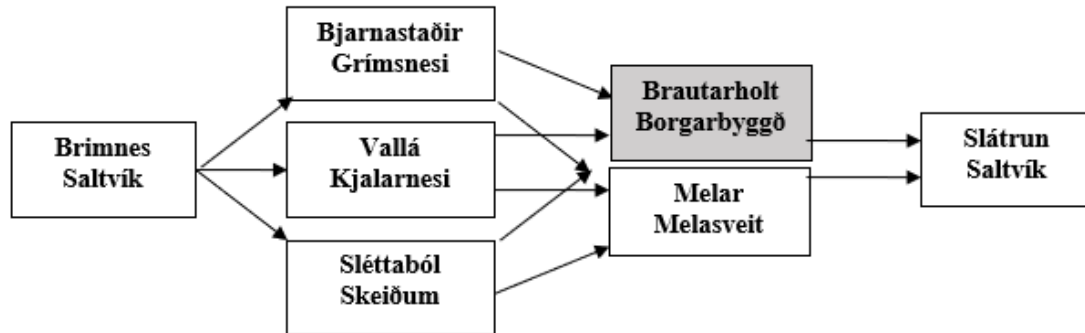 Brimnes
Saltvík
Bjarnastaðir
Grímsnesi
Vallá
Kjalarnesi
Sléttaból
Skeiðum
Brautarholt
Borgarbyggð
Melar
Melasveit
Slátrun
Saltvík